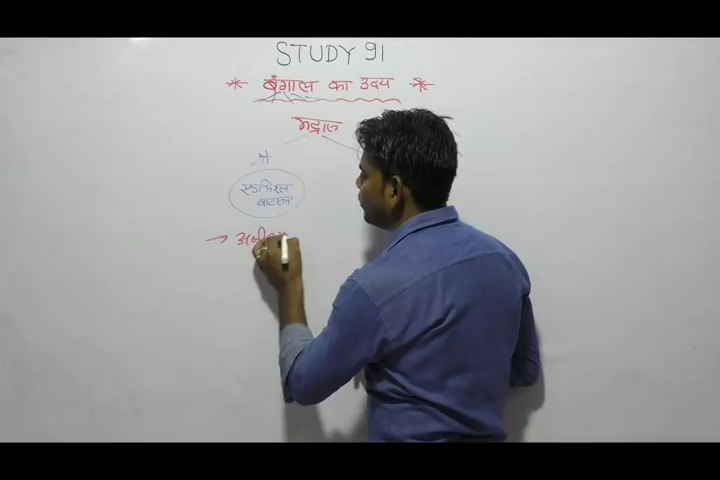 STUDY 91
* बंगाल का उदय *
मद्रास
नौ
एडमिरल
वाटसन
→